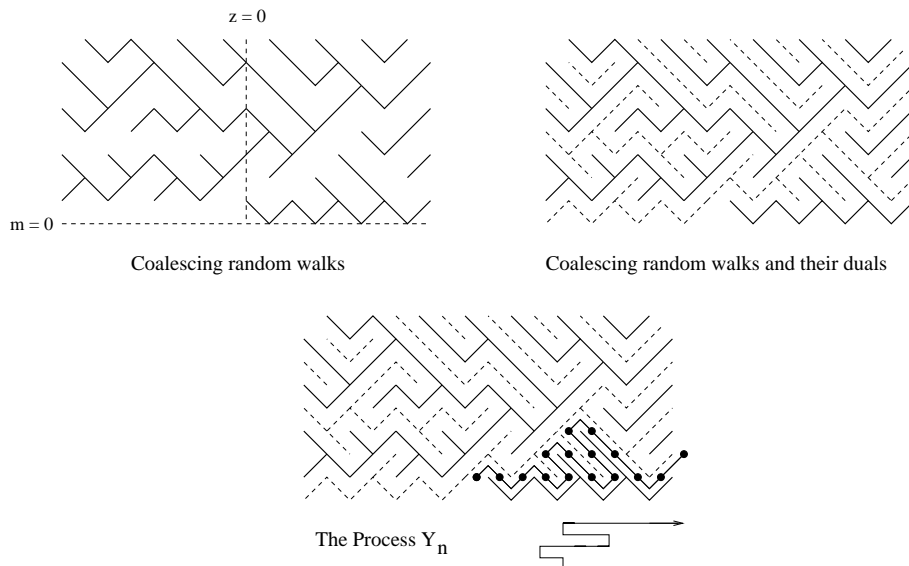 z = 0
m = 0
Coalescing random walks
Coalescing random walks and their duals
The Process Y_n